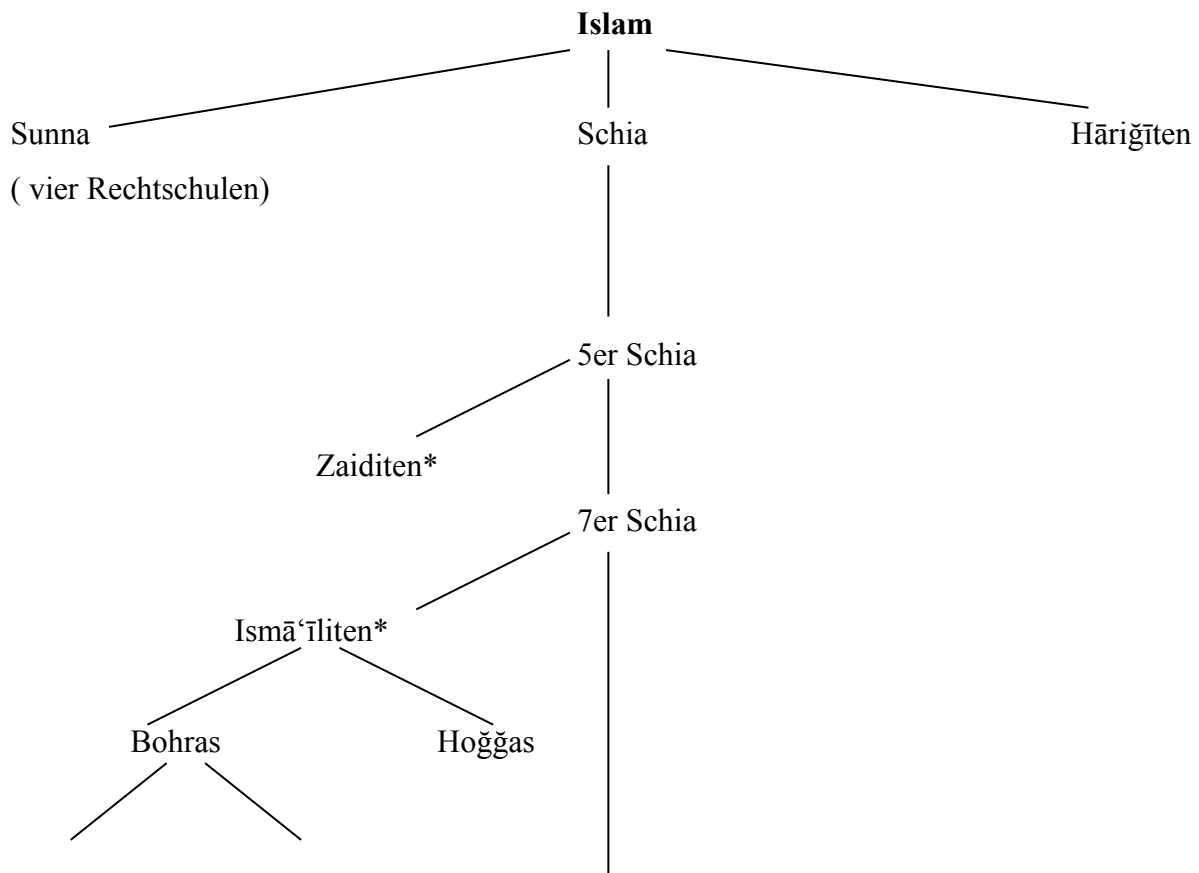 Islam
Sunna Schia Hāriğīten
( vier Rechtschulen)
5er Schia
Zaiditen*
7er Schia
Ismā‘īliten*
Bohras Hoğğas